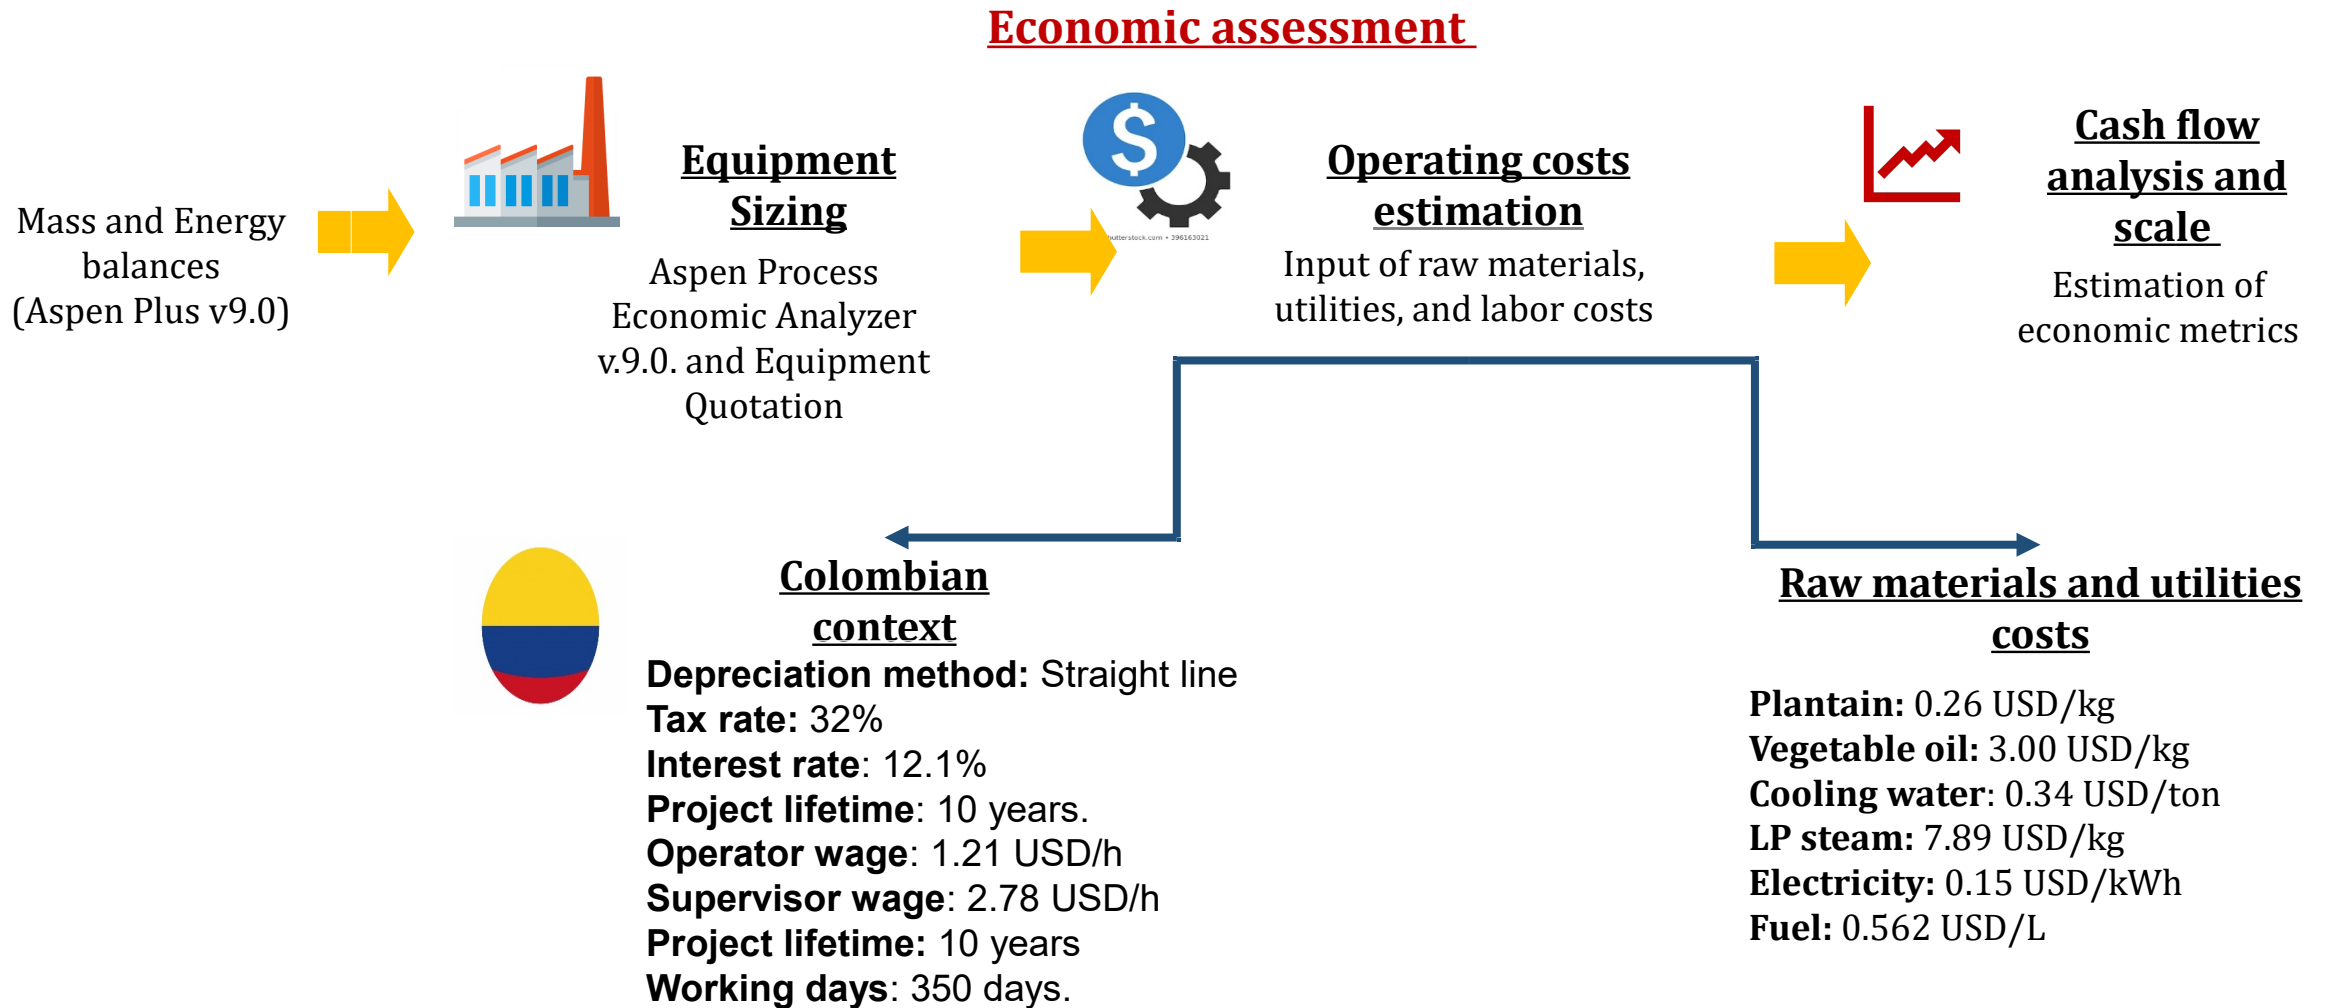 Economic assessment
Mass and Energy
balances
(Aspen Plus v9.0)
Equipment
Sizing
Aspen Process
Economic Analyzer
v.9.0. and Equipment
Quotation
utterstock.com • 396163021
Operating costs
estimation
Input of raw materials,
utilities, and labor costs
Cash flow
analysis and
scale
Estimation of
economic metrics
Colombian
context
Depreciation method: Straight line
Tax rate: 32%
Interest rate: 12.1%
Project lifetime: 10 years.
Operator wage: 1.21 USD/h
Supervisor wage: 2.78 USD/h
Project lifetime: 10 years
Working days: 350 days.
Raw materials and utilities
costs
Plantain: 0.26 USD/kg
Vegetable oil: 3.00 USD/kg
Cooling water: 0.34 USD/ton
LP steam: 7.89 USD/kg
Electricity: 0.15 USD/kWh
Fuel: 0.562 USD/L